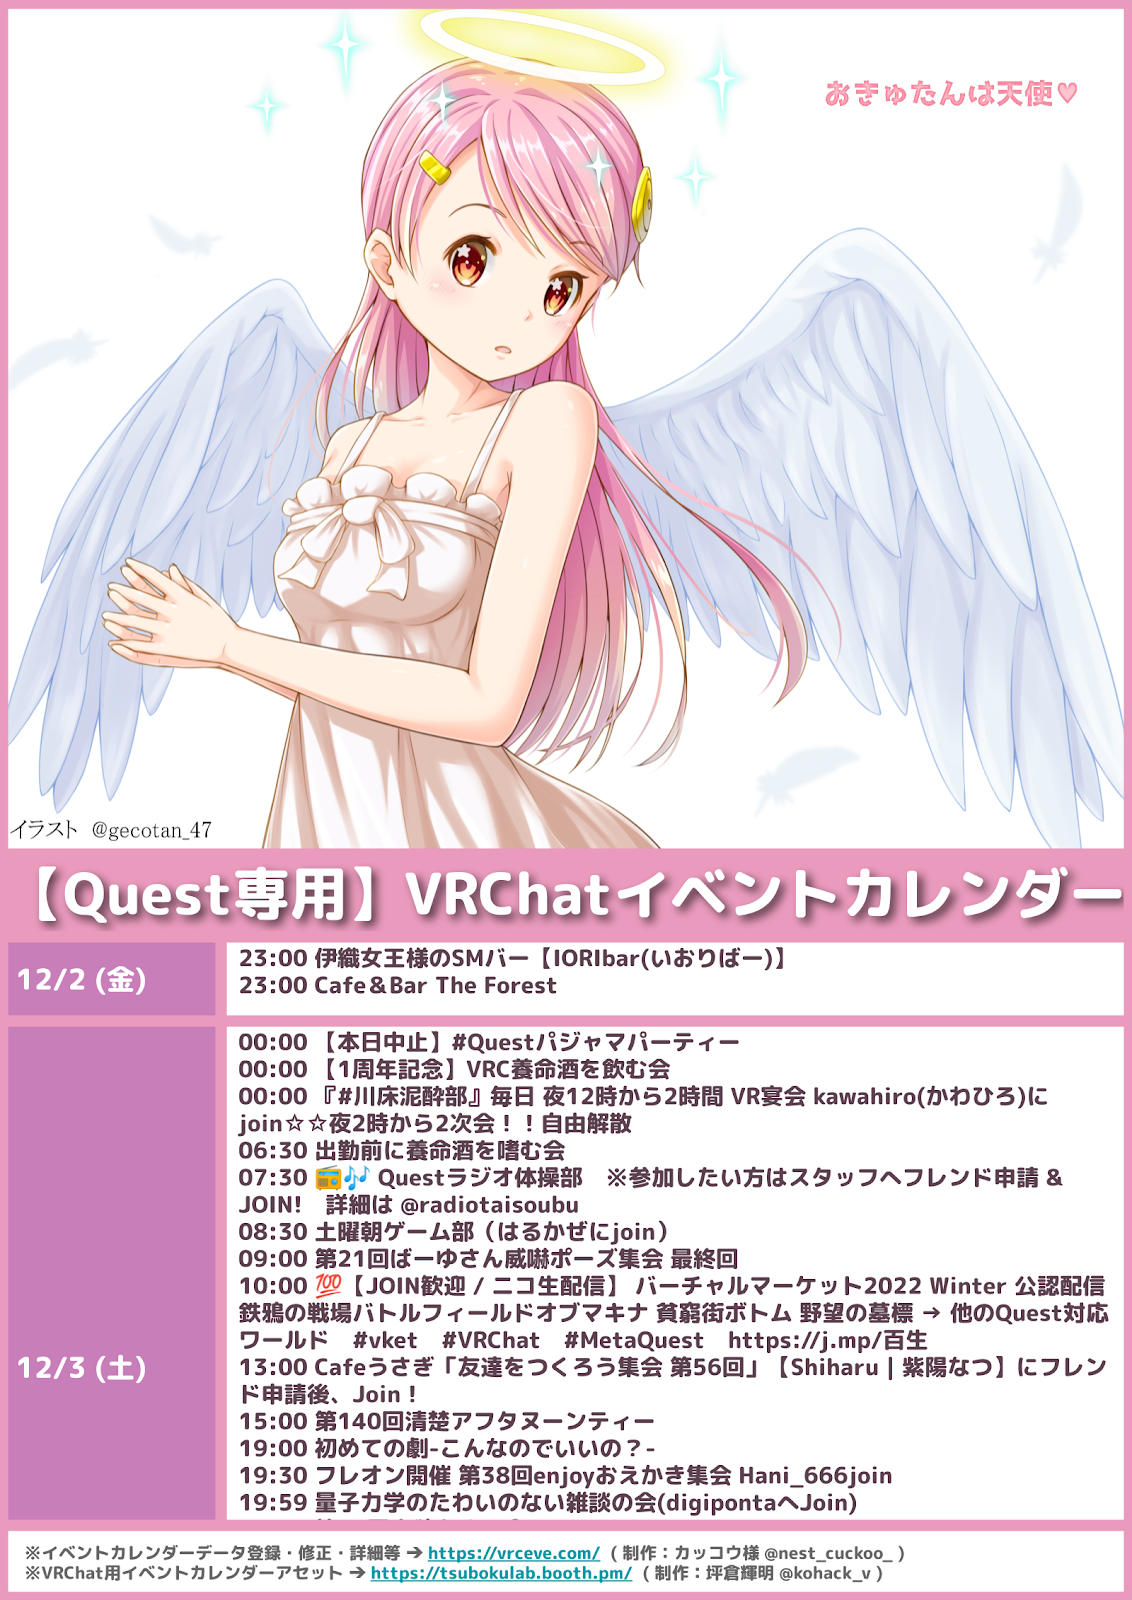 おきゅたんは天使♥
イラスト @gecotan_47
【Quest専用】VRChatイベントカレンダー
12/2 (金)
23:00 伊織女王様のSMバー【IORIbar(いおりばー)】
23:00 Cafe＆Bar The Forest
12/3 (土)
00:00 【本日中止】#Questパジャマパーティー
00:00 【1周年記念】VRC養命酒を飲む会
00:00 『#川床泥酔部』毎日 夜12時から2時間 VR宴会 kawahiro(かわひろ)に
join☆☆夜2時から2次会！！自由解散
06:30 出勤前に養命酒を嗜む会
07:30 📻🎶 Questラジオ体操部　※参加したい方はスタッフへフレンド申請 &
JOIN!　詳細は @radiotaisoubu
08:30 土曜朝ゲーム部（はるかぜにjoin）
09:00 第21回ばーゆさん威嚇ポーズ集会 最終回
10:00 💯【JOIN歓迎 / ニコ生配信】 バーチャルマーケット2022 Winter 公認配信
鉄鴉の戦場バトルフィールドオブマキナ 貧窮街ボトム 野望の墓標 → 他のQuest対応
ワールド　#vket　#VRChat　#MetaQuest　https://j.mp/百生
13:00 Cafeうさぎ「友達をつくろう集会 第56回」【Shiharu | 紫陽なつ】にフレン
ド申請後、Join！
15:00 第140回清楚アフタヌーンティー
19:00 初めての劇-こんなのでいいの？-
19:30 フレオン開催 第38回enjoyおえかき集会 Hani_666join
19:59 量子力学のたわいのない雑談の会(digipontaへJoin)
※イベントカレンダーデータ登録・修正・詳細等 ➔ https://vrceve.com/ ( 制作：カッコウ様 @nest_cuckoo_ )
※VRChat用イベントカレンダーアセット ➔ https://tsubokulab.booth.pm/ ( 制作：坪倉輝明 @kohack_v )